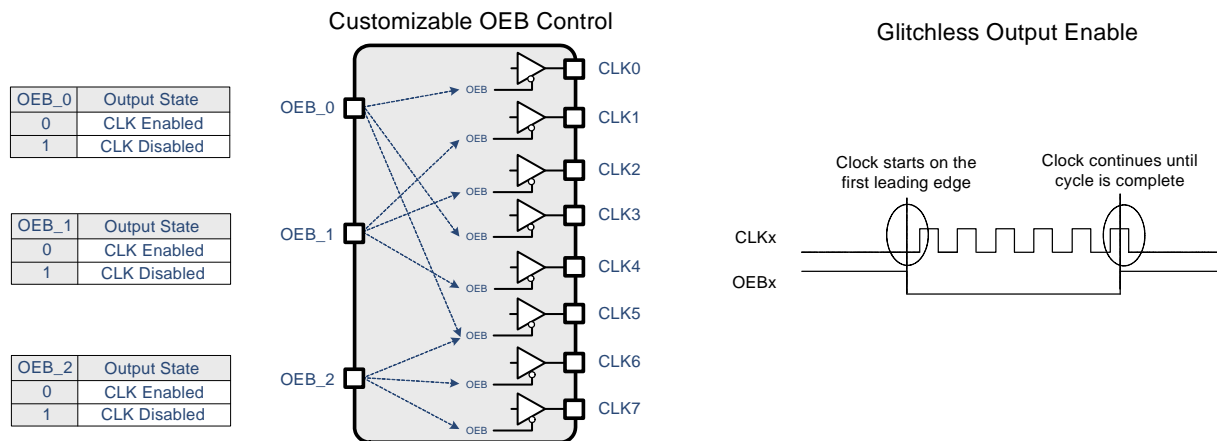 Customizable OEB Control
Glitchless Output Enable
OEB_0 Output State
0 CLK Enabled
1 CLK Disabled
OEB_1 Output State
0 CLK Enabled
1 CLK Disabled
OEB_2 Output State
0 CLK Enabled
1 CLK Disabled
OEB_0
OEB_1
OEB_2
OEB
OEB
OEB
OEB
OEB
OEB
OEB
OEB
CLK0
CLK1
CLK2
CLK3
CLK4
CLK5
CLK6
CLK7
Clock starts on the
first leading edge
Clock continues until
cycle is complete
CLKx
OEBx